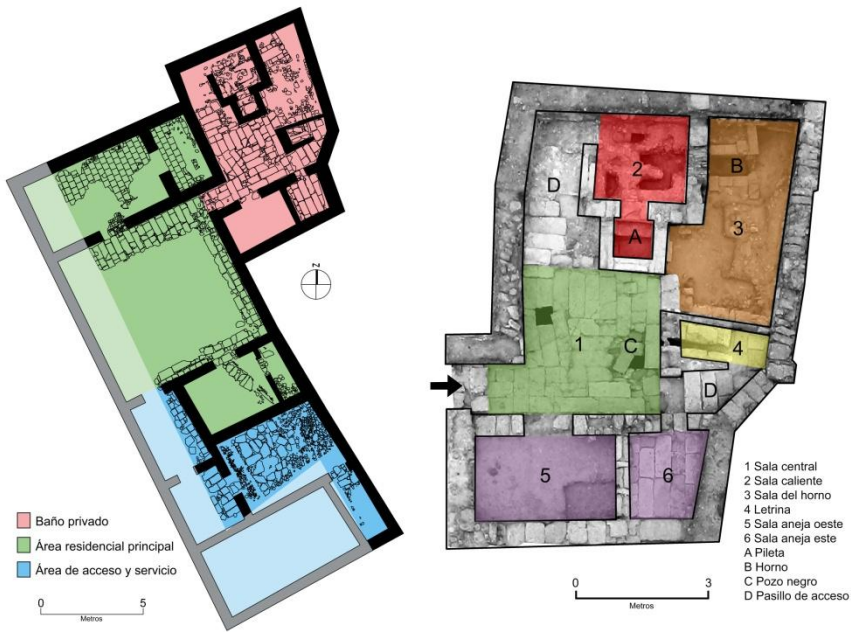 Z
Baño privado
Área residencial principal
Área de acceso y servicio
0 5
Metros
2
B
D
3
A
1
C
4
D
5
6
1 Sala central
2 Sala caliente
3 Sala del horno
4 Letrina
5 Sala aneja oeste
6 Sala aneja este
A Pileta
B Horno
C Pozo negro
D Pasillo de acceso
0 3
Metros